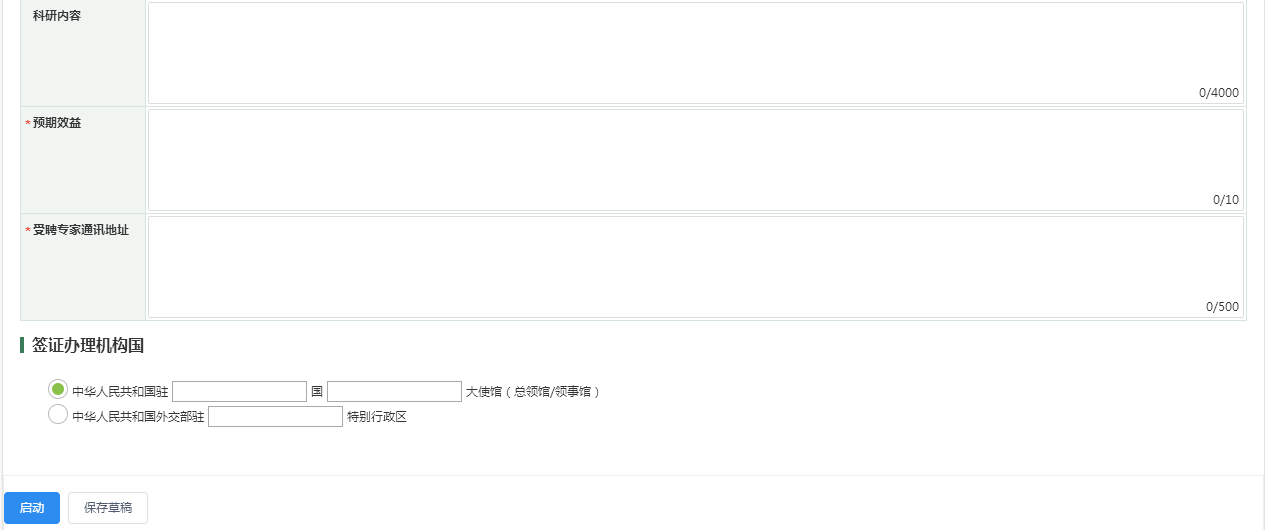 科研内容
0/4000
*预期效益
0/10
*受聘专家通讯地址
0/500
签证办理机构国
中华人民共和国驻 国 大使馆（总领馆/领事馆）
中华人民共和国外交部驻 特别行政区
启动 保存草稿